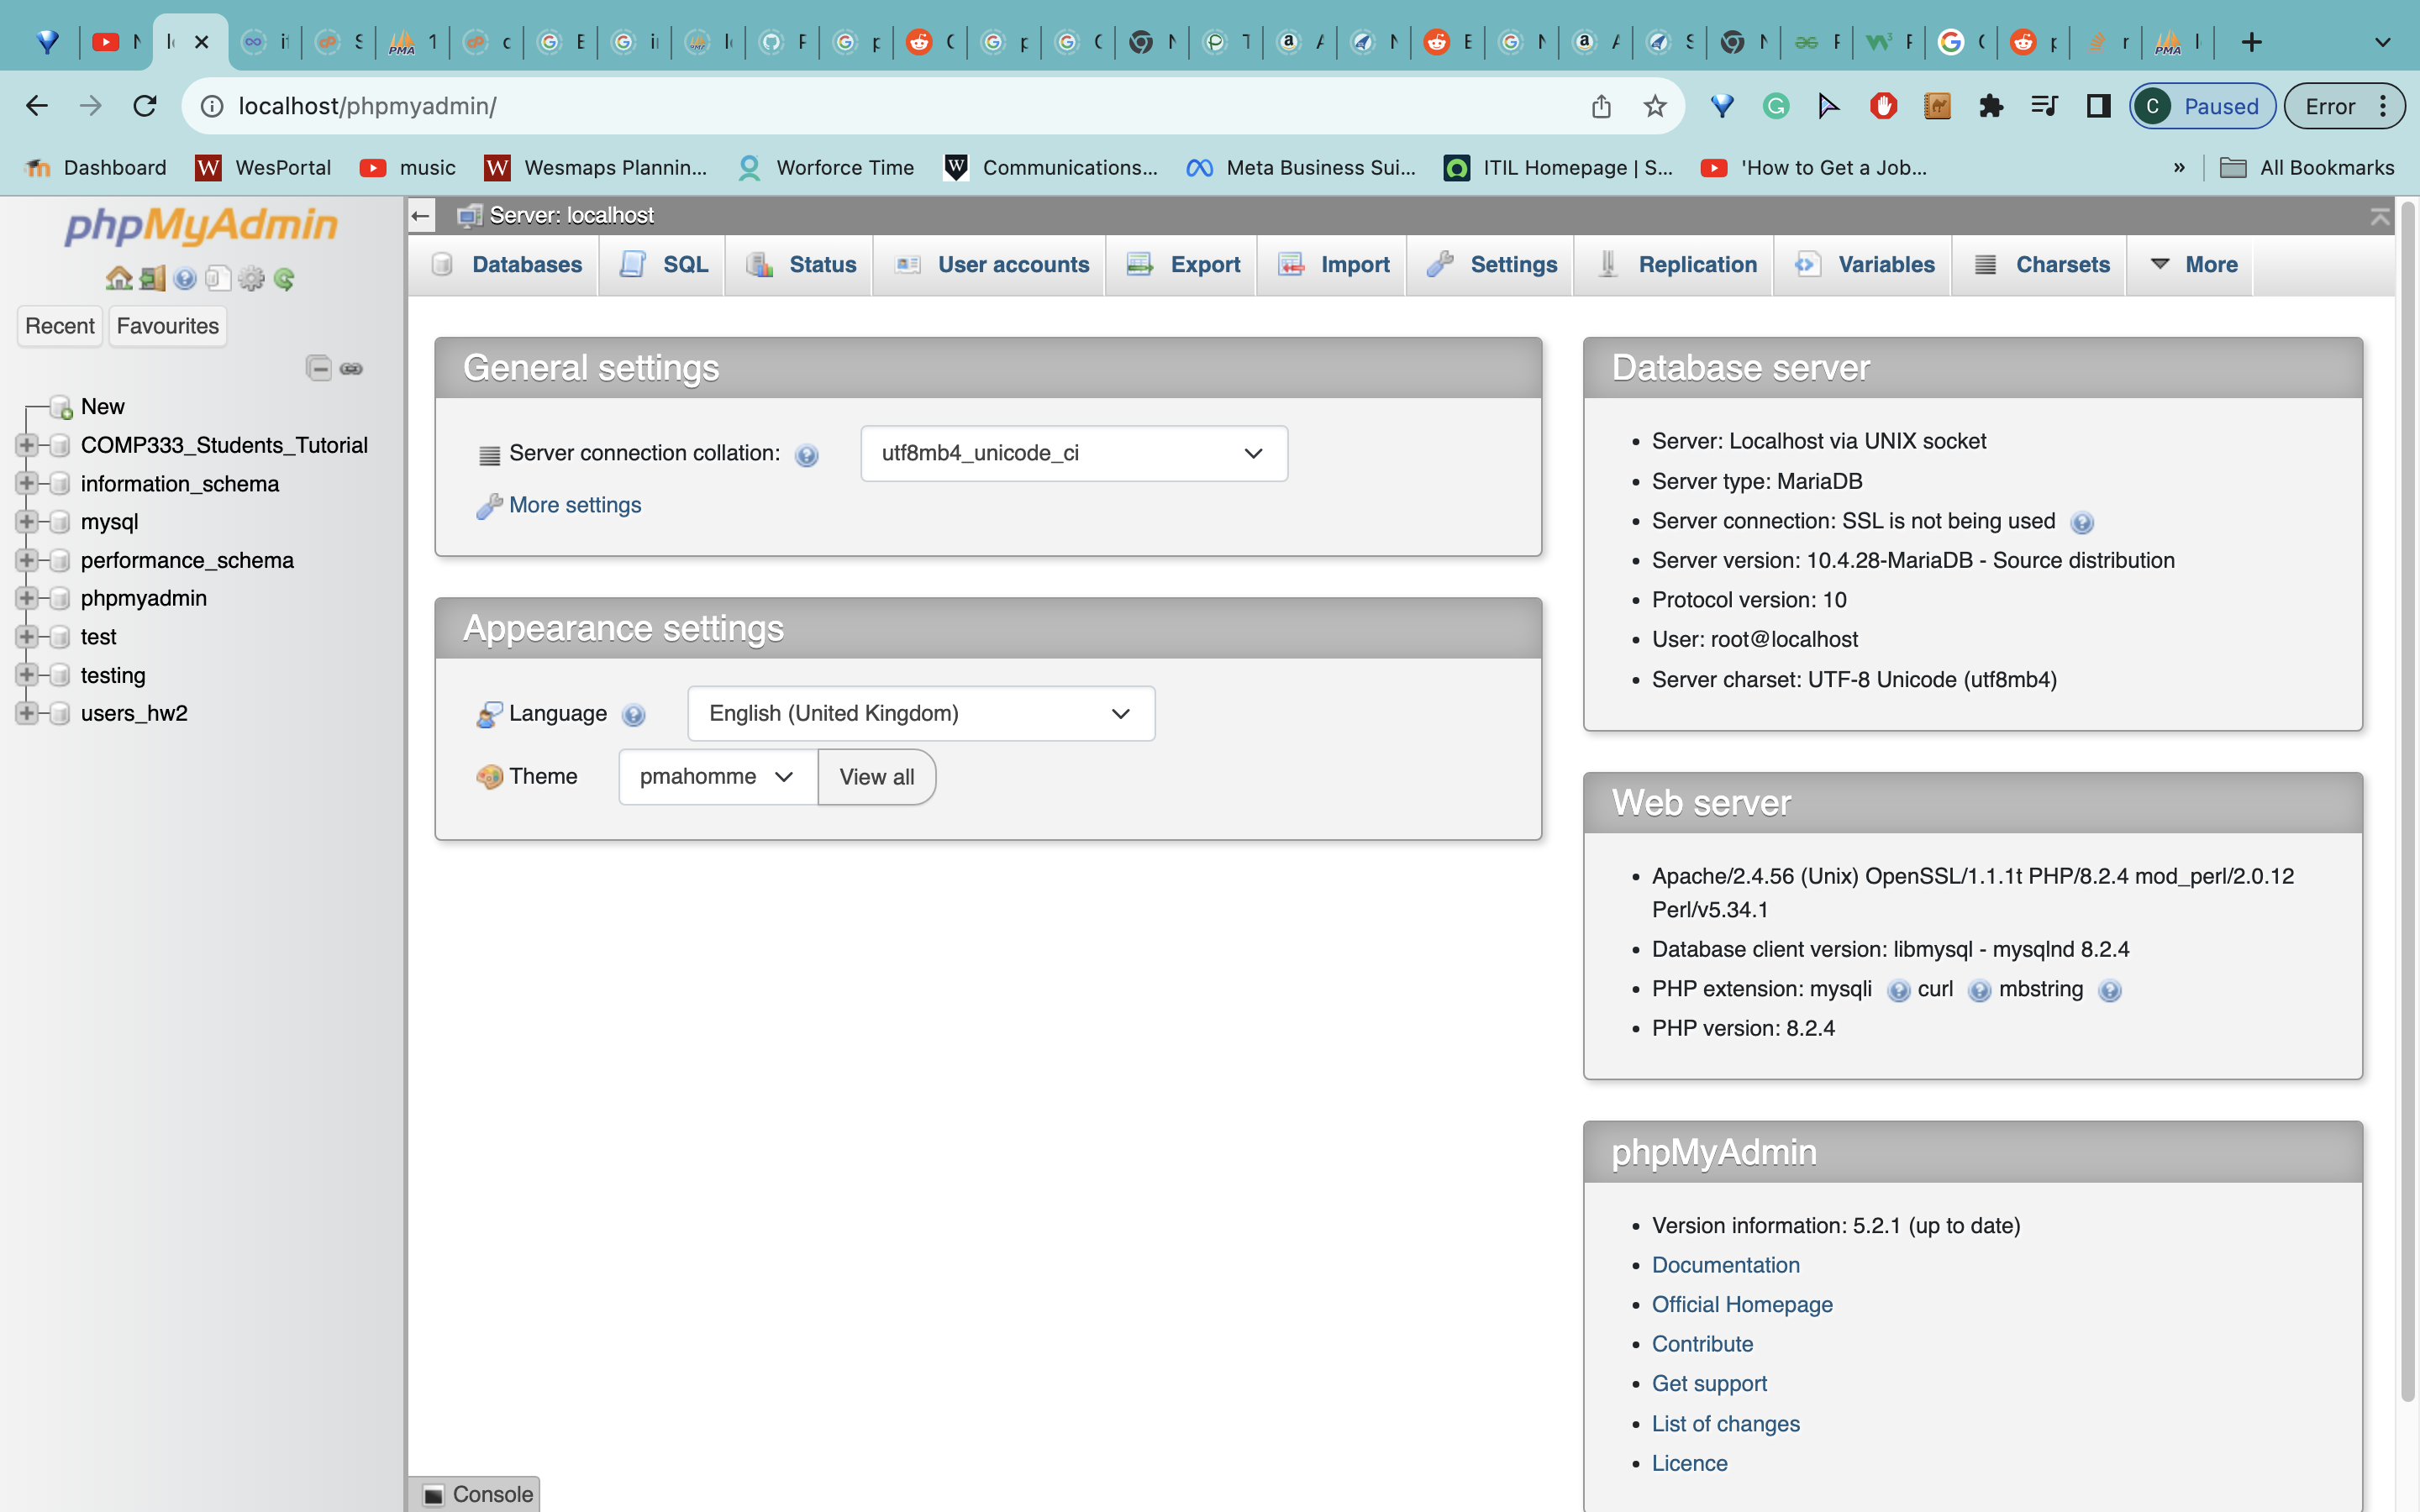 localhost/phpmyadmin/
Paused
Error
Dashboard
WesPortal
music
Wesmaps Plannin...
Worforce Time
Communications...
Meta Business Sui...
ITIL Homepage | S...
'How to Get a Job...
»
All Bookmarks
phpMyAdmin
Recent
Favourites
New
COMP333_Students_Tutorial
information_schema
mysql
performance_schema
phpmyadmin
test
testing
users_hw2
Server: localhost
Databases
SQL
Status
User accounts
Export
Import
Settings
Replication
Variables
Charsets
More
General settings
Server connection collation:
utf8mb4_unicode_ci
More settings
Appearance settings
Language
English (United Kingdom)
Theme
pmahomme
View all
Database server
Server: Localhost via UNIX socket
Server type: MariaDB
Server connection: SSL is not being used
Server version: 10.4.28-MariaDB - Source distribution
Protocol version: 10
User: root@localhost
Server charset: UTF-8 Unicode (utf8mb4)
Web server
Apache/2.4.56 (Unix) OpenSSL/1.1.1t PHP/8.2.4 mod_perl/2.0.12
Perl/v5.34.1
Database client version: libmysql - mysqlnd 8.2.4
PHP extension: mysqli curl mbstring
PHP version: 8.2.4
phpMyAdmin
Version information: 5.2.1 (up to date)
Documentation
Official Homepage
Contribute
Get support
List of changes
Licence
Console